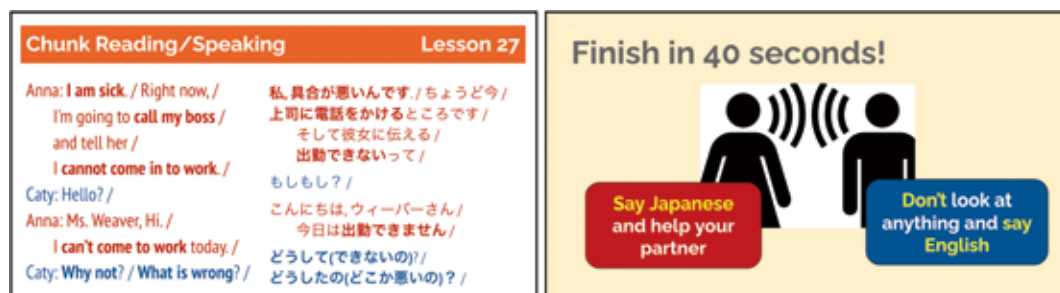 Chunk Reading/Speaking Lesson 27
Anna: I am sick. / Right now, /
I'm going to call my boss /
and tell her /
I cannot come in to work. /
Caty: Hello? /
Anna: Ms. Weaver, Hi. /
I can't come to work today. /
Caty: Why not? / What is wrong? /
私, 具合が悪いんです. / ちょうど今 /
上司に電話をかけるところです /
そして彼女に伝える /
出勤できないって /
もしもし? /
こんにちは, ウィーバーさん /
今日は出勤できません /
どうして(できないの)? /
どうしたの(どこか悪いの)? /
Finish in 40 seconds!
Say Japanese
and help your
partner
Don't look at
anything and say
English